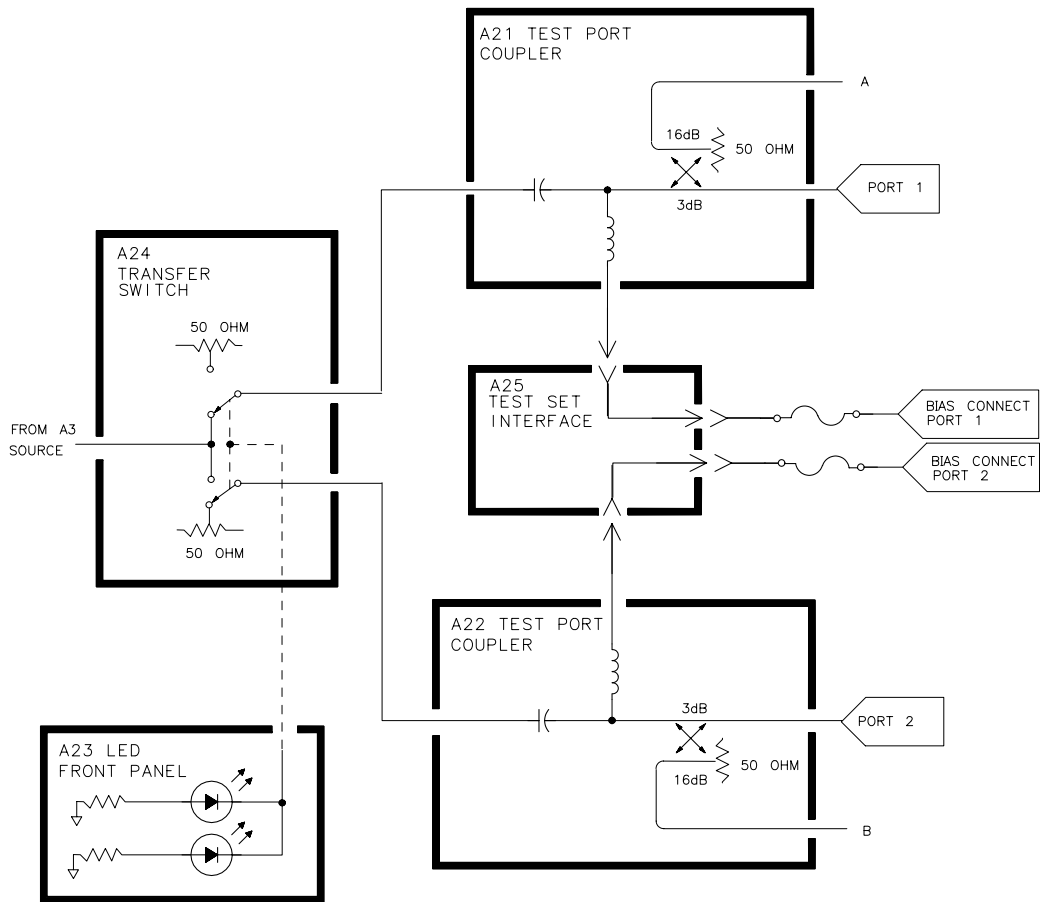 A21 TEST PORT
COUPLER
A
16dB
50 OHM
3dB
PORT 1
A24
TRANSFER
SWITCH
50 OHM
FROM A3
SOURCE
50 OHM
A25
TEST SET
INTERFACE
BIAS CONNECT
PORT 1
BIAS CONNECT
PORT 2
A22 TEST PORT
COUPLER
3dB
PORT 2
50 OHM
16dB
B
A23 LED
FRONT PANEL